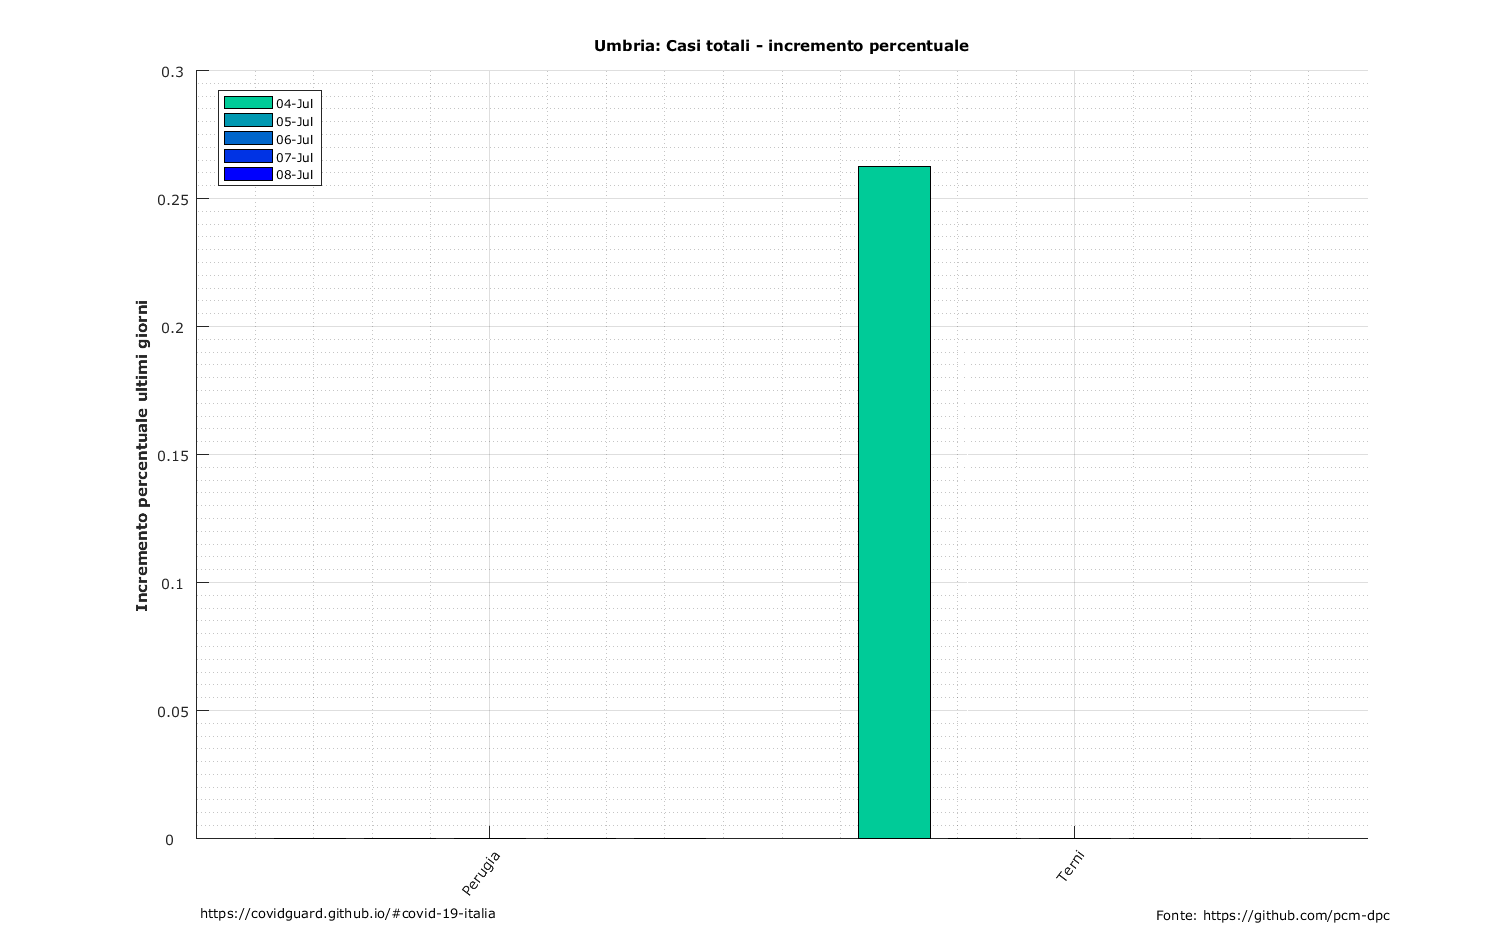 Umbria: Casi totali - incremento percentuale
0.3
04-Jul
05-Jul
06-Jul
07-Jul
08-Jul
0.25
0.2
0.15
0.1
0.05
0
Incremento percentuale ultimi giorni
Perugia
Terni
https://covidguard.github.io/#covid-19-italia
Fonte: https://github.com/pcm-dpc